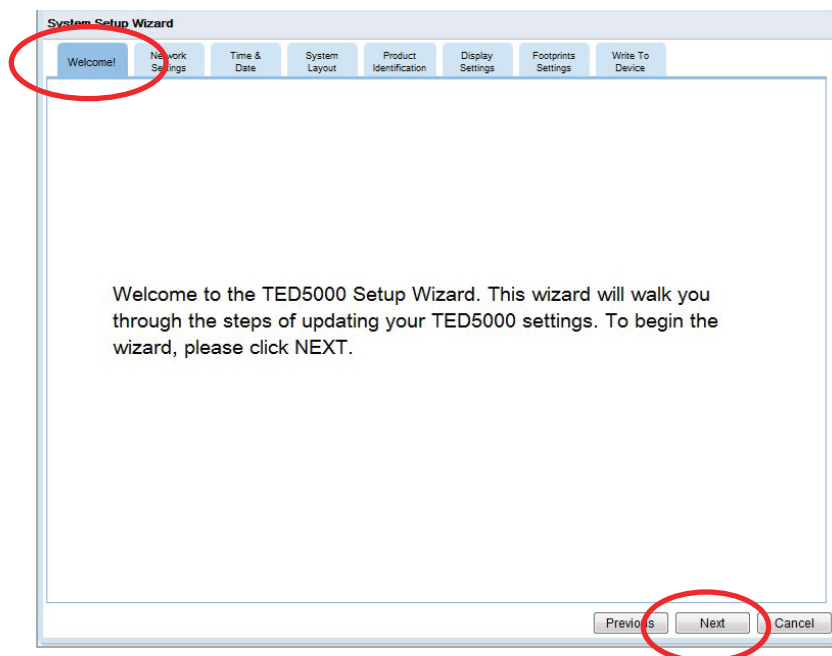 System Setup Wizard
Welcome!
Network
Settings
Time &
Date
System
Layout
Product
Identification
Display
Settings
Footprints
Settings
Write To
Device
Welcome to the TED5000 Setup Wizard. This wizard will walk you
through the steps of updating your TED5000 settings. To begin the
wizard, please click NEXT.
Previous
Next
Cancel